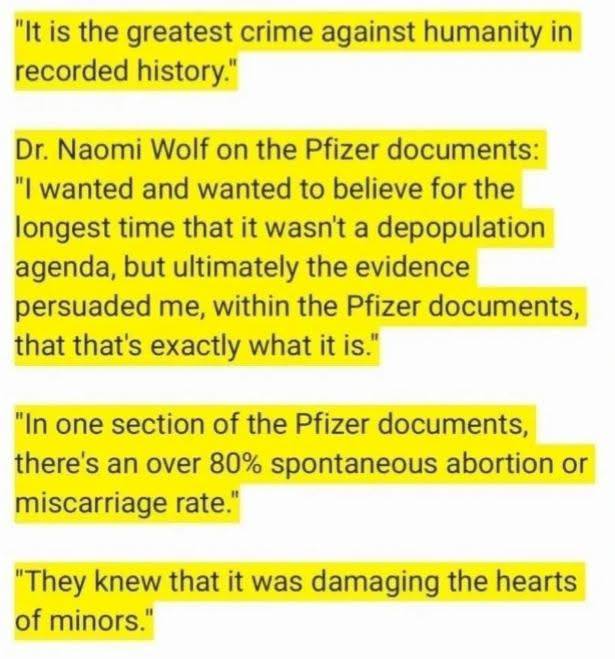 "It is the greatest crime against humanity in
recorded history."
Dr. Naomi Wolf on the Pfizer documents:
"I wanted and wanted to believe for the
longest time that it wasn't a depopulation
agenda, but ultimately the evidence
persuaded me, within the Pfizer documents,
that that's exactly what it is."
"In one section of the Pfizer documents,
there's an over 80% spontaneous abortion or
miscarriage rate."
"They knew that it was damaging the hearts
of minors."